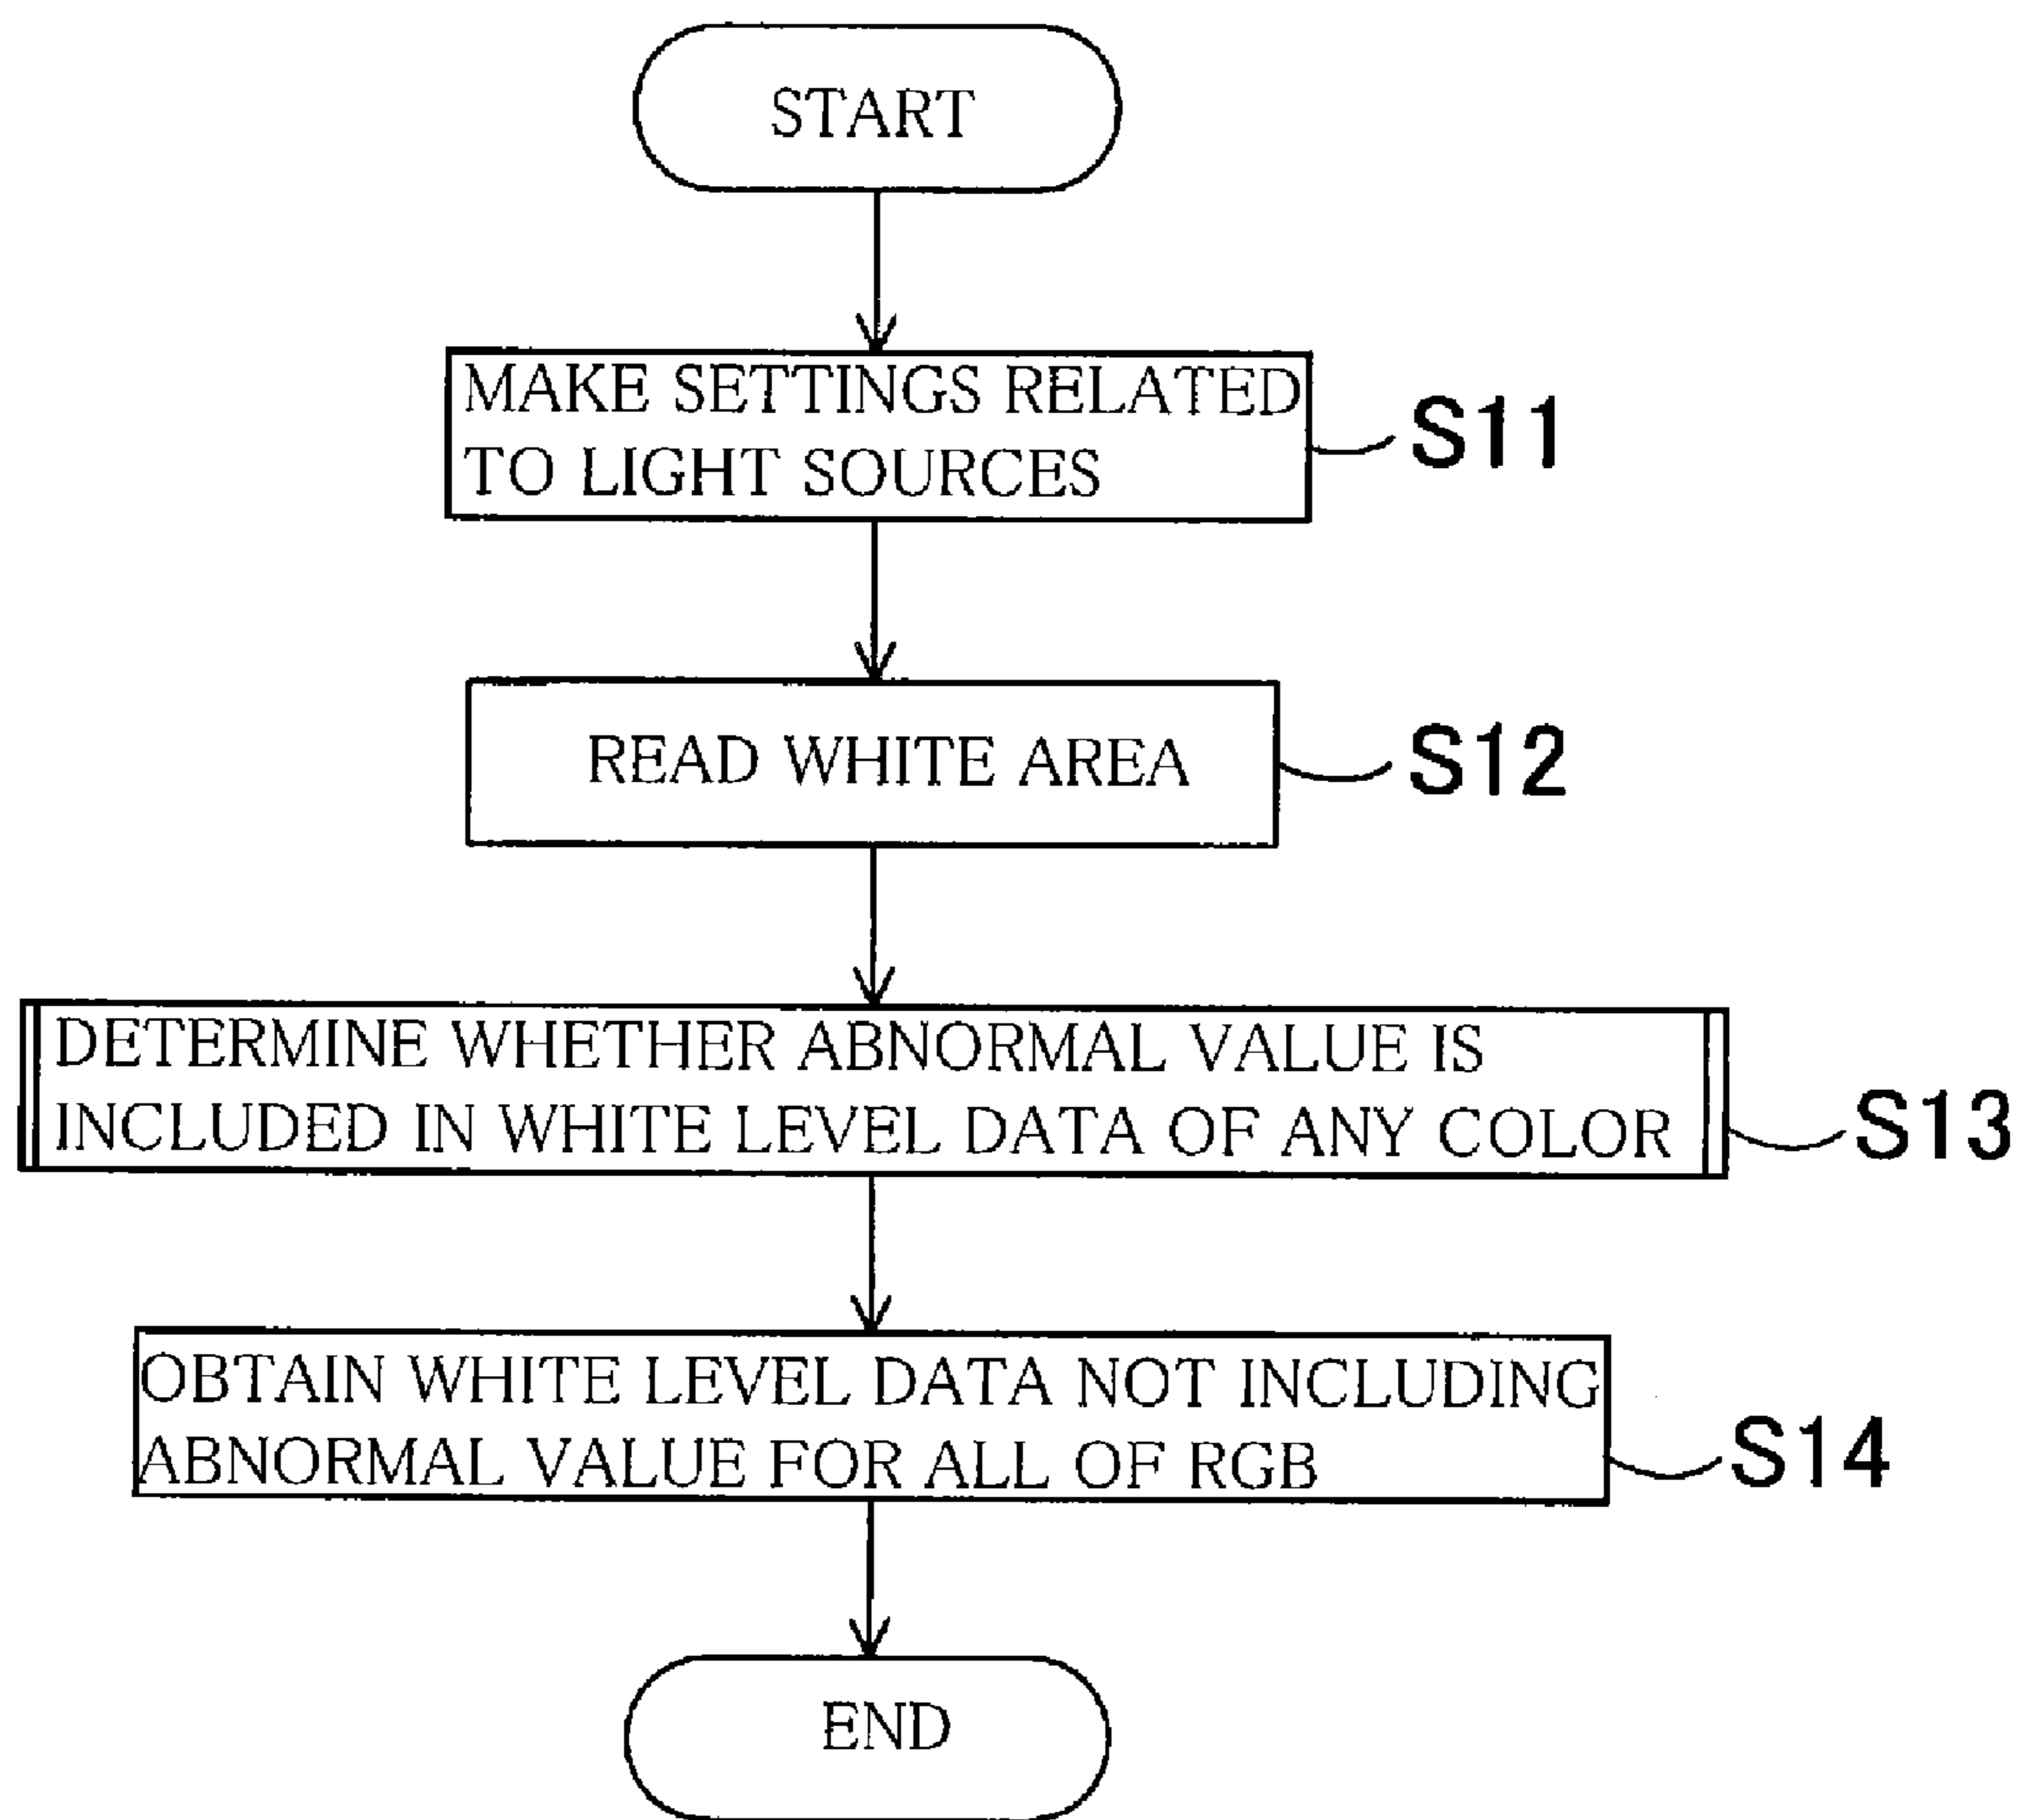 START
MAKE SETTINGS RELATED
TO LIGHT SOURCES
S11
READ WHITE AREA
S12
DETERMINE WHETHER ABNORMAL VALUE IS
INCLUDED IN WHITE LEVEL DATA OF ANY COLOR
S13
OBTAIN WHITE LEVEL DATA NOT INCLUDING
ABNORMAL VALUE FOR ALL OF RGB
S14
END